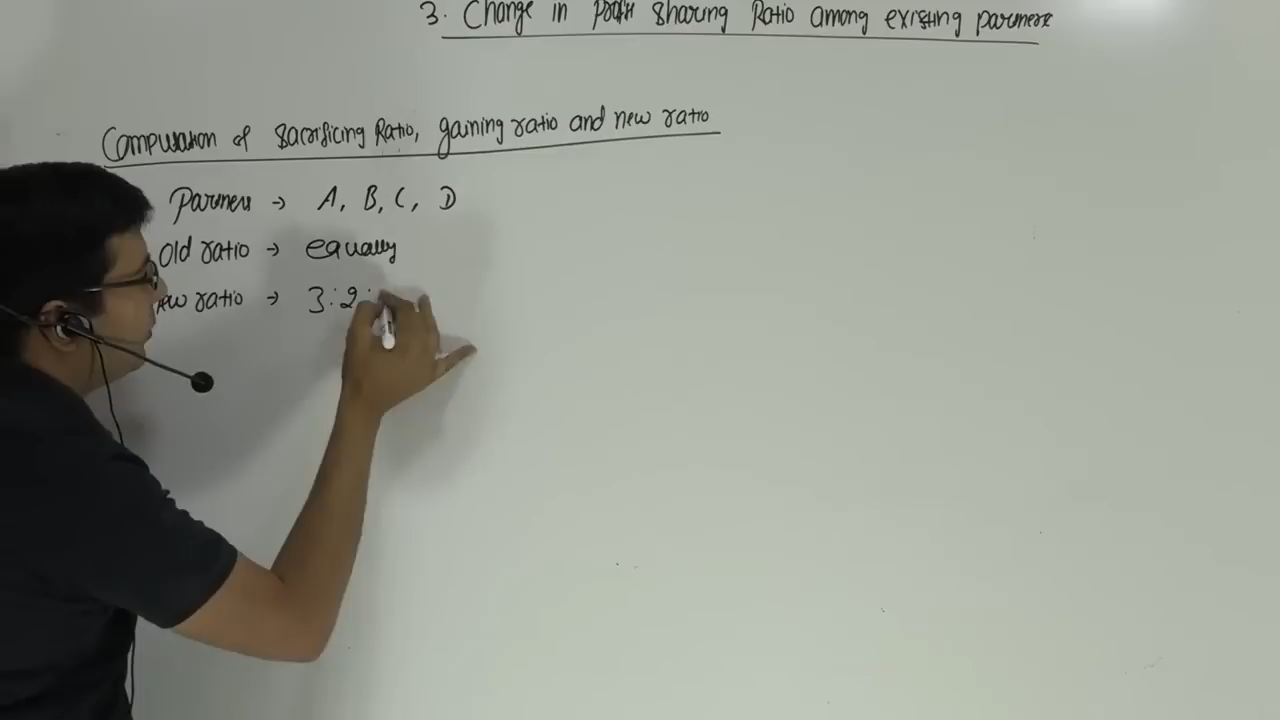 3. Change in Profit Sharing Ratio among existing partners
Computation of Sacrificing Ratio, gaining ratio and new ratio
Partners → A, B, C, D
Old ratio → equally
ew ratio → 3:2: